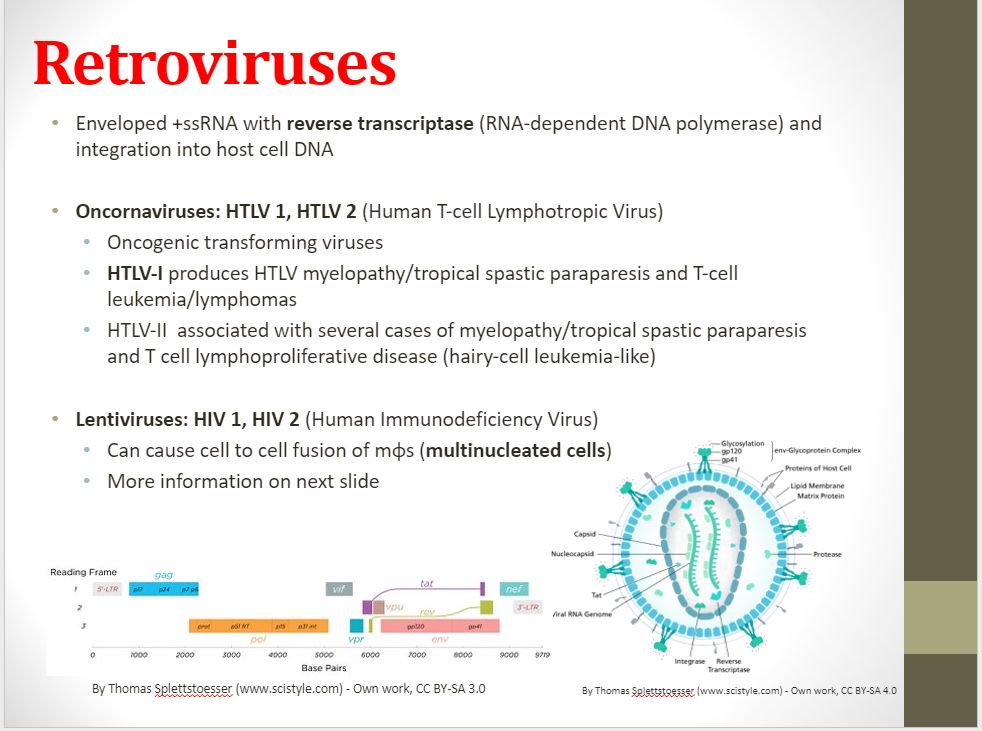 Retroviruses
• Enveloped +ssRNA with reverse transcriptase (RNA-dependent DNA polymerase) and
integration into host cell DNA
• Oncornaviruses: HTLV 1, HTLV 2 (Human T-cell Lymphotropic Virus)
• Oncogenic transforming viruses
• HTLV-I produces HTLV myelopathy/tropical spastic paraparesis and T-cell
leukemia/lymphomas
• HTLV-II associated with several cases of myelopathy/tropical spastic paraparesis
and T cell lymphoproliferative disease (hairy-cell leukemia-like)
• Lentiviruses: HIV 1, HIV 2 (Human Immunodeficiency Virus)
• Can cause cell to cell fusion of mφs (multinucleated cells)
• More information on next slide
Glycosylation
gp120
gp41
env-Glycoprotein Complex
Proteins of Host Cell
Lipid Membrane
Matrix Protein
Capsid
Nucleocapsid
Protease
Tat
Viral RNA Genome
Integrase
Reverse
Transcriptase
Reading Frame
gag
tat
1 5'-LTR p17 p24 p7 p6 vif nef
2 vpu rev 3'-LTR
3 prot p51 RT p15 p31 int gp120 gp41
pol vpr env
0 1000 2000 3000 4000 5000 6000 7000 8000 9000 9719
Base Pairs
By Thomas Splettstoesser (www.scistyle.com) - Own work, CC BY-SA 3.0
By Thomas Splettstoesser (www.scistyle.com) - Own work, CC BY-SA 4.0